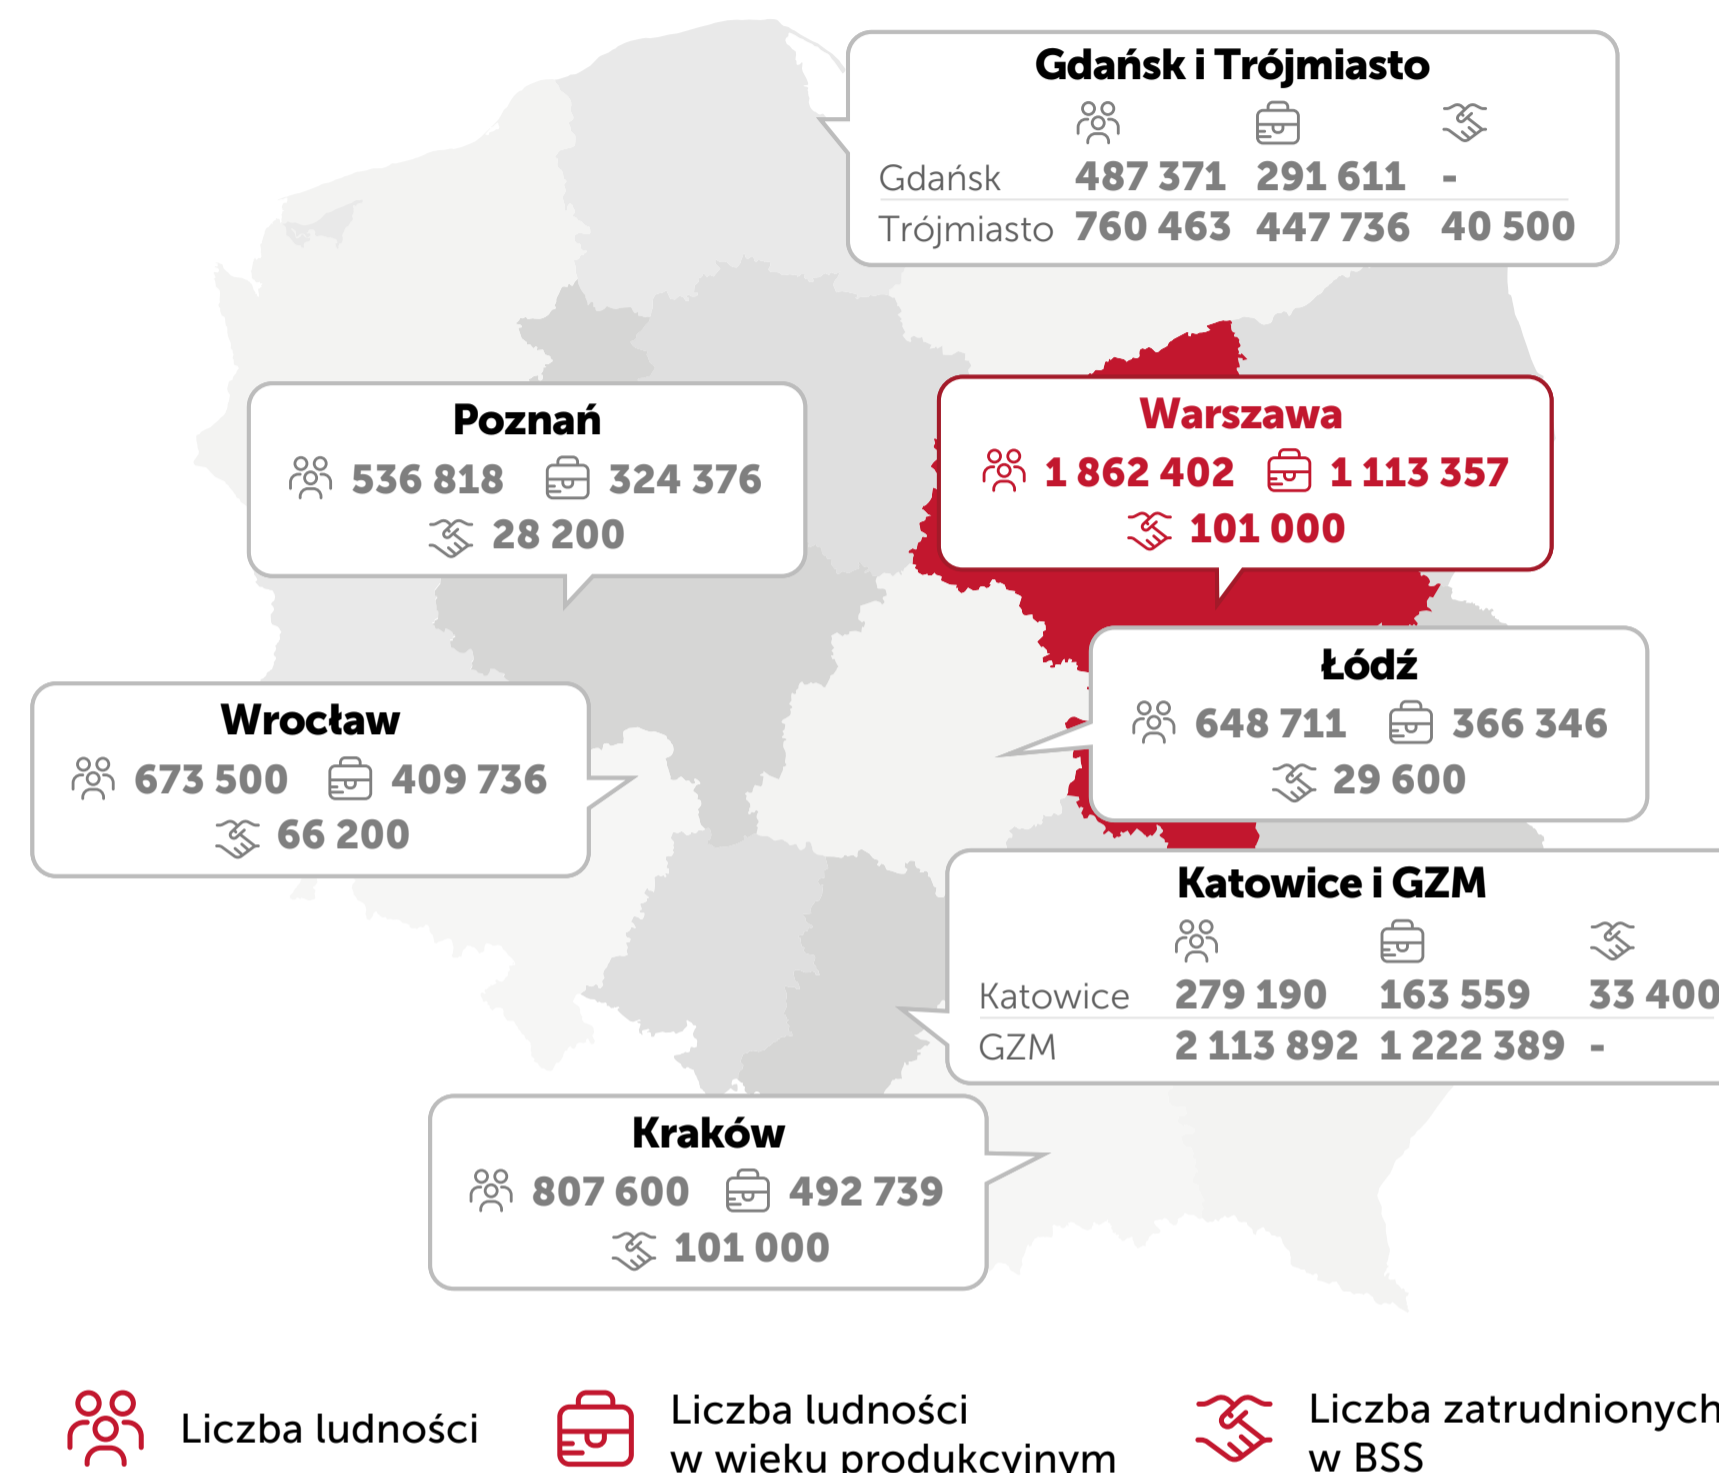 Gdańsk i Trójmiasto
Gdańsk 487 371 291 611 -
Trójmiasto 760 463 447 736 40 500
Poznań
536 818 324 376
28 200
Warszawa
1 862 402 1 113 357
101 000
Łódź
648 711 366 346
29 600
Wrocław
673 500 409 736
66 200
Katowice i GZM
Katowice 279 190 163 559 33 400
GZM 2 113 892 1 222 389 -
Kraków
807 600 492 739
101 000
Liczba ludności
Liczba ludności
w wieku produkcyjnym
Liczba zatrudnionych
w BSS